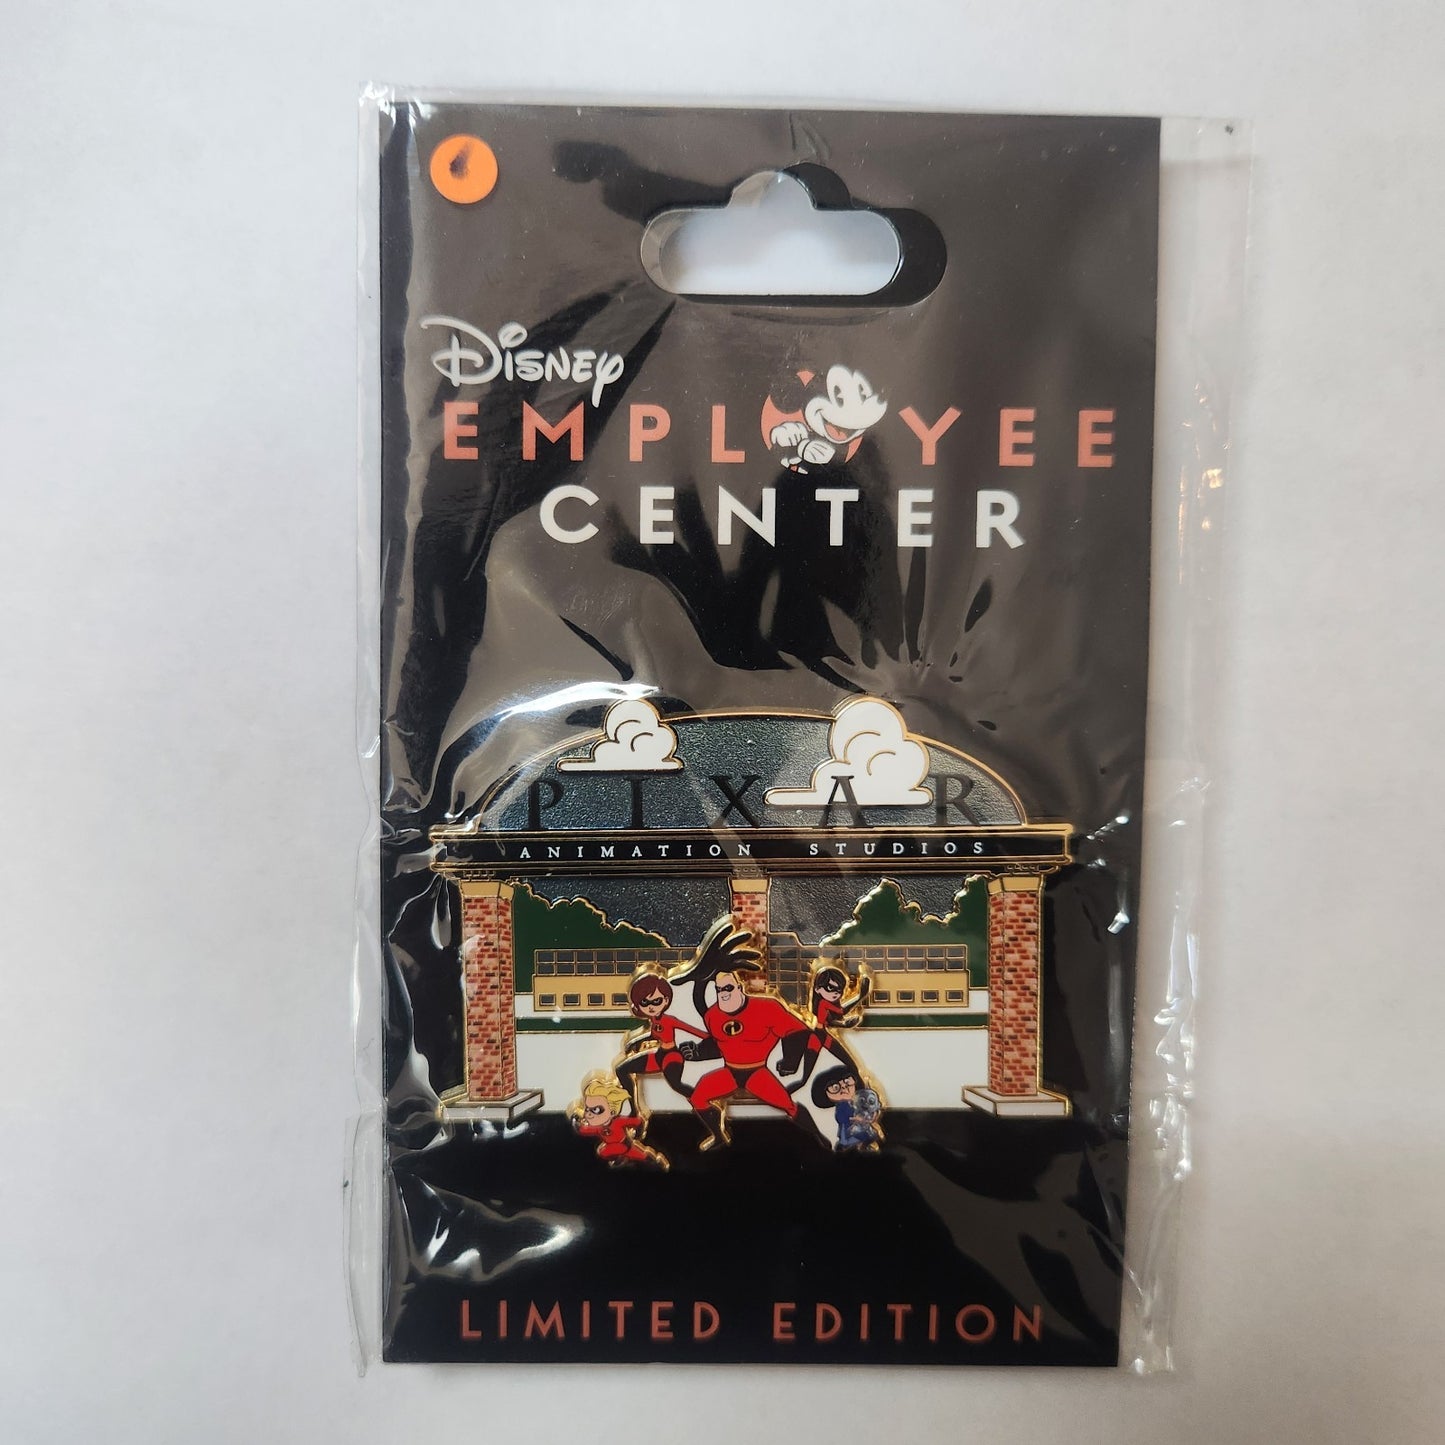 Disney
EMPLOYEE
CENTER
PIXAR
ANIMATION STUDIOS
LIMITED EDITION